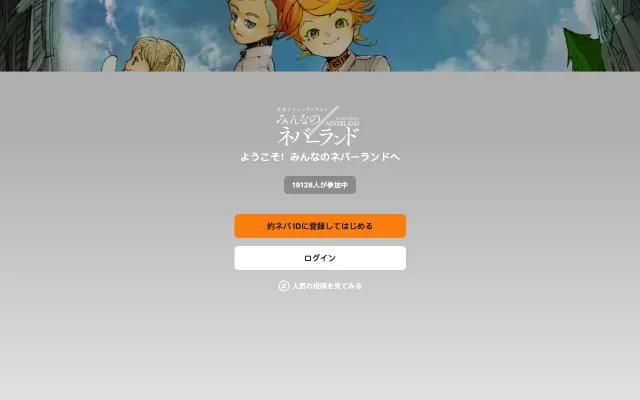 みんなの
NEVERLAND
ネバーランド
ようこそ！みんなのネバーランドへ
19128人が参加中
約ネバIDに登録してはじめる
ログイン
人気の投稿を見てみる